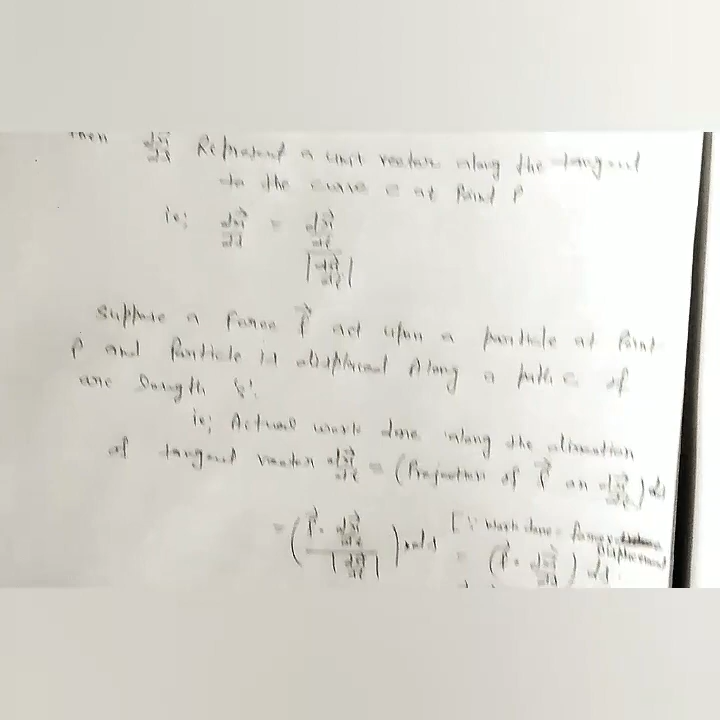 Then dr⃗/ds Represent a unit vector along the tangent
to the curve c at Point P
ie; dr⃗/ds = (dr⃗/dt)/|dr⃗/dt|
Suppose a Force F⃗ act upon a particle at Point
P and Particle is displaced Along a path c of
arc Length 's'.
ie; Actual work done along the direction
of tangent vector dr⃗/dt = (Projection of F⃗ on dr⃗/dt) ds
= ((F⃗ · dr⃗/dt)/|dr⃗/dt|) × ds [∵ Work done = Force × Displacement
= (F⃗ · dr⃗/ds) ds